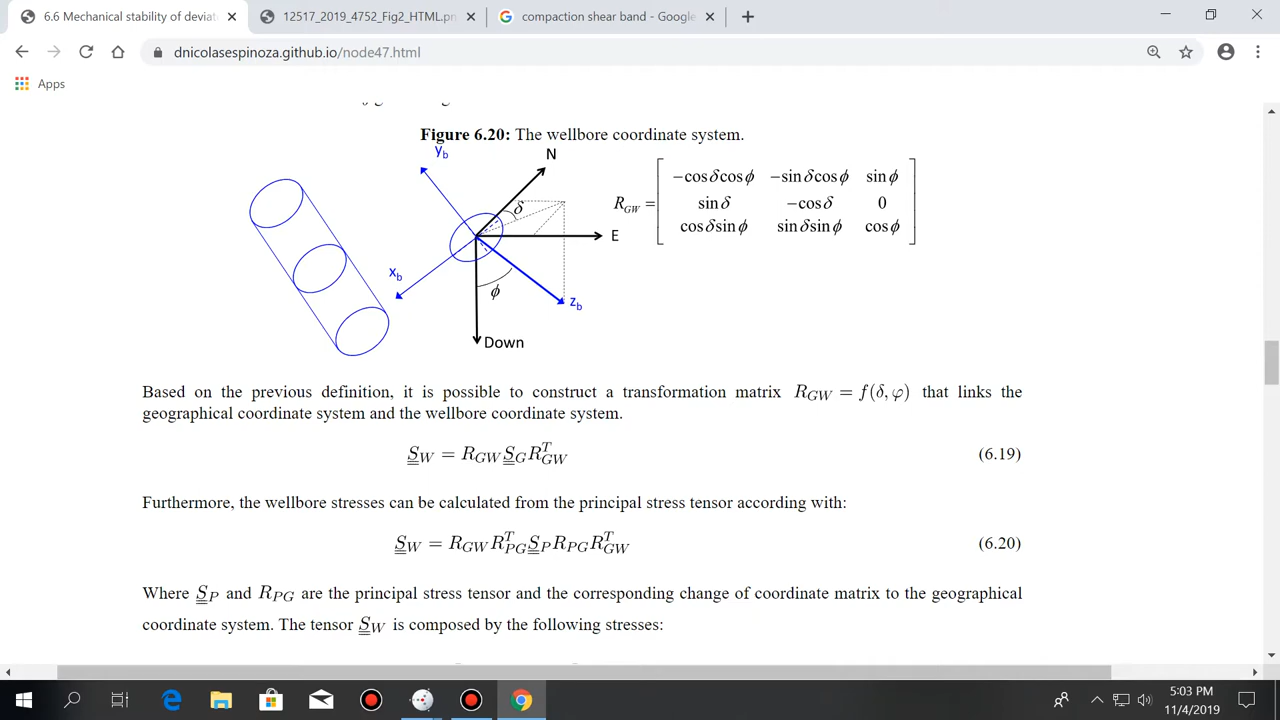 6.6 Mechanical stability of deviate
12517_2019_4752_Fig2_HTML.pn
compaction shear band - Google
dnicolasespinoza.github.io/node47.html
Apps
Figure 6.20: The wellbore coordinate system.
y_b
N
δ
E
x_b
ϕ
z_b
Down
−cosδcosϕ −sinδcosϕ sinϕ
R_GW = sinδ −cosδ 0
cosδsinϕ sinδsinϕ cosϕ
Based on the previous definition, it is possible to construct a transformation matrix R_GW = f(δ, φ) that links the
geographical coordinate system and the wellbore coordinate system.
S_W = R_GW S_G R_GW^T (6.19)
Furthermore, the wellbore stresses can be calculated from the principal stress tensor according with:
S_W = R_GW R_PG^T S_P R_PG R_GW^T (6.20)
Where S_P and R_PG are the principal stress tensor and the corresponding change of coordinate matrix to the geographical
coordinate system. The tensor S_W is composed by the following stresses:
5:03 PM
11/4/2019